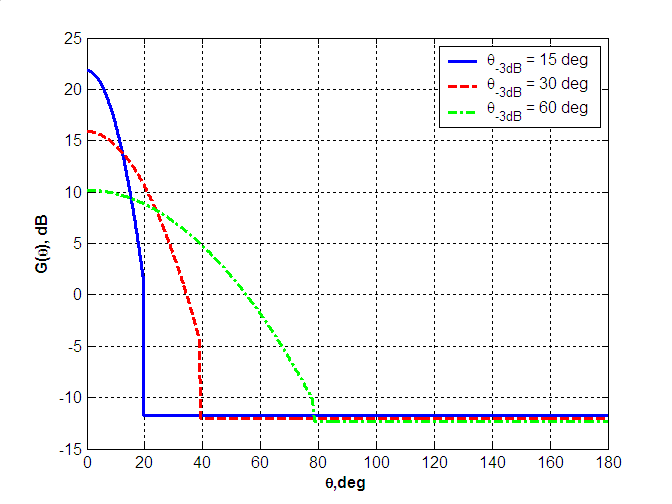 25
20
15
10
5
0
-5
-10
-15
G(θ), dB
0 20 40 60 80 100 120 140 160 180
θ,deg
θ-3dB = 15 deg
θ-3dB = 30 deg
θ-3dB = 60 deg